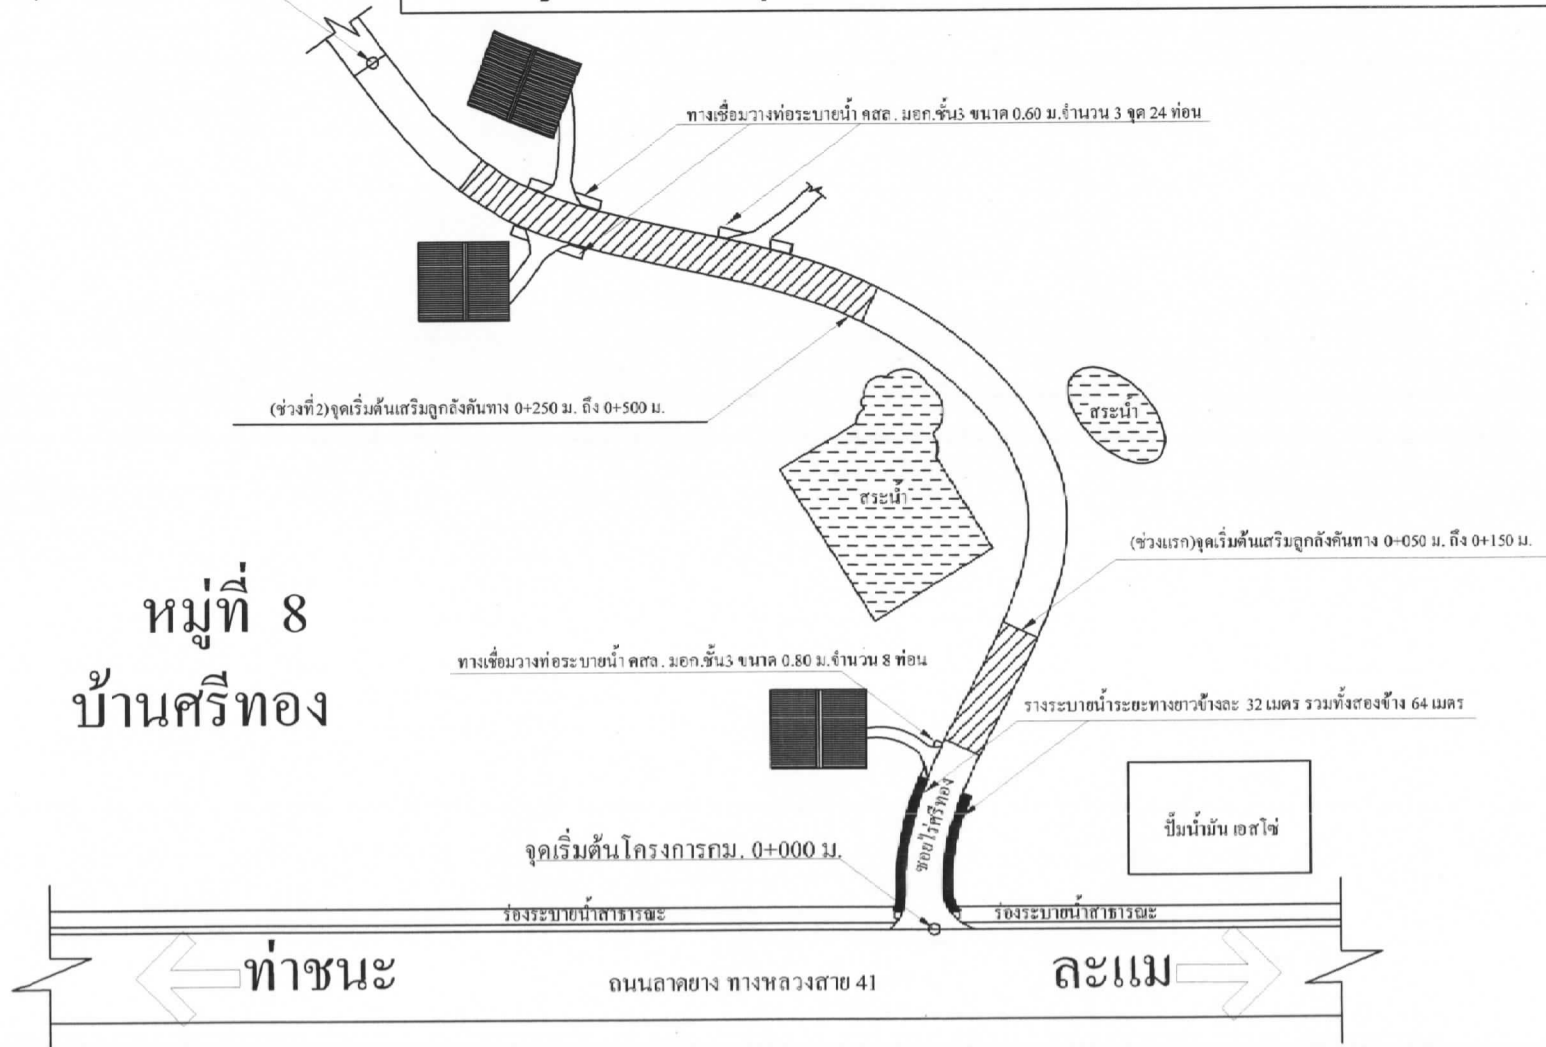 ทางเชื่อมวางท่อระบายน้ำ คสล. มอก.ชั้น3 ขนาด 0.60 ม.จำนวน 3 จุด 24 ท่อน
(ช่วงที่2)จุดเริ่มต้นเสริมลูกลังคันทาง 0+250 ม. ถึง 0+500 ม.
สระน้ำ
สระน้ำ
(ช่วงแรก)จุดเริ่มต้นเสริมลูกลังคันทาง 0+050 ม. ถึง 0+150 ม.
หมู่ที่ 8
บ้านศรีทอง
ทางเชื่อมวางท่อระบายน้ำ คสล. มอก.ชั้น3 ขนาด 0.80 ม.จำนวน 8 ท่อน
รางระบายน้ำระยะทางยาวข้างละ 32 เมตร รวมทั้งสองข้าง 64 เมตร
ซอยไร่ศรีทอง
ปั๊มน้ำมัน เอสโซ่
จุดเริ่มต้นโครงการกม. 0+000 ม.
ร่องระบายน้ำสาธารณะ
ร่องระบายน้ำสาธารณะ
ท่าชนะ
ถนนลาดยาง ทางหลวงสาย 41
ละแม